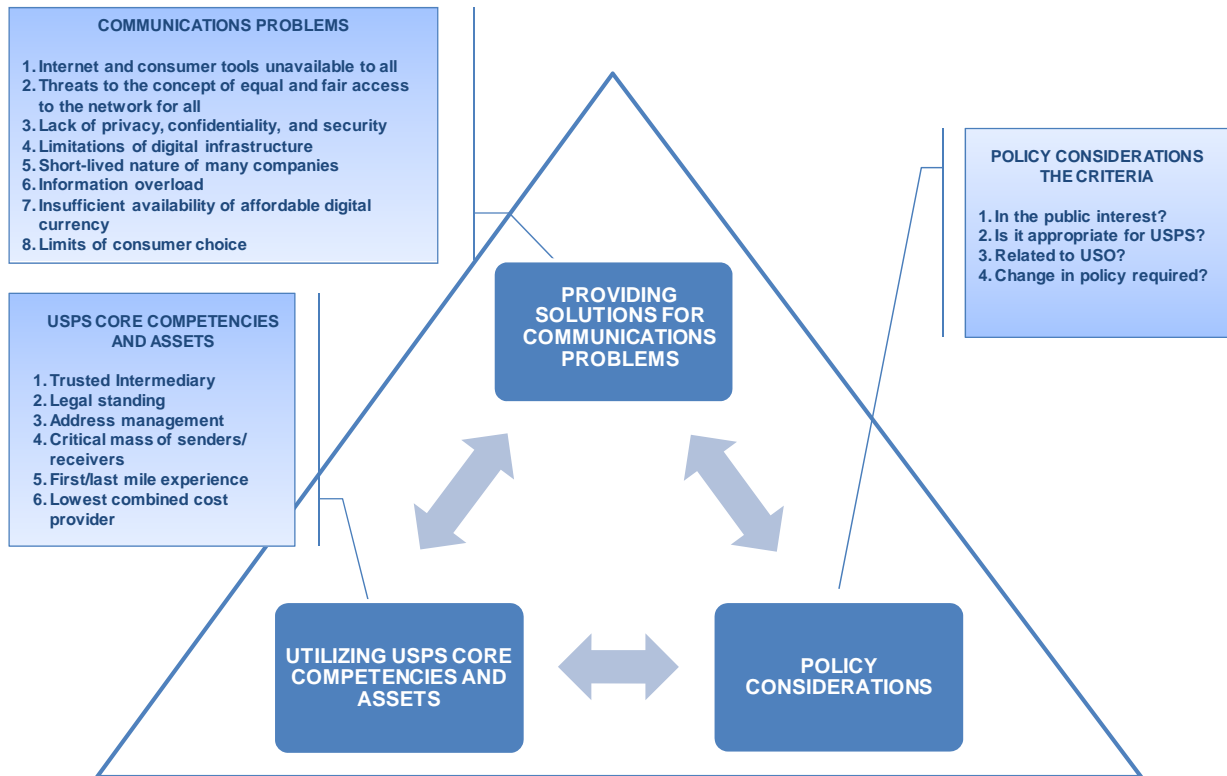 COMMUNICATIONS PROBLEMS
1. Internet and consumer tools unavailable to all
2. Threats to the concept of equal and fair access
to the network for all
3. Lack of privacy, confidentiality, and security
4. Limitations of digital infrastructure
5. Short-lived nature of many companies
6. Information overload
7. Insufficient availability of affordable digital
currency
8. Limits of consumer choice
USPS CORE COMPETENCIES
AND ASSETS
1. Trusted Intermediary
2. Legal standing
3. Address management
4. Critical mass of senders/
receivers
5. First/last mile experience
6. Lowest combined cost
provider
POLICY CONSIDERATIONS
THE CRITERIA
1. In the public interest?
2. Is it appropriate for USPS?
3. Related to USO?
4. Change in policy required?
PROVIDING
SOLUTIONS FOR
COMMUNICATIONS
PROBLEMS
UTILIZING USPS CORE
COMPETENCIES AND
ASSETS
POLICY
CONSIDERATIONS